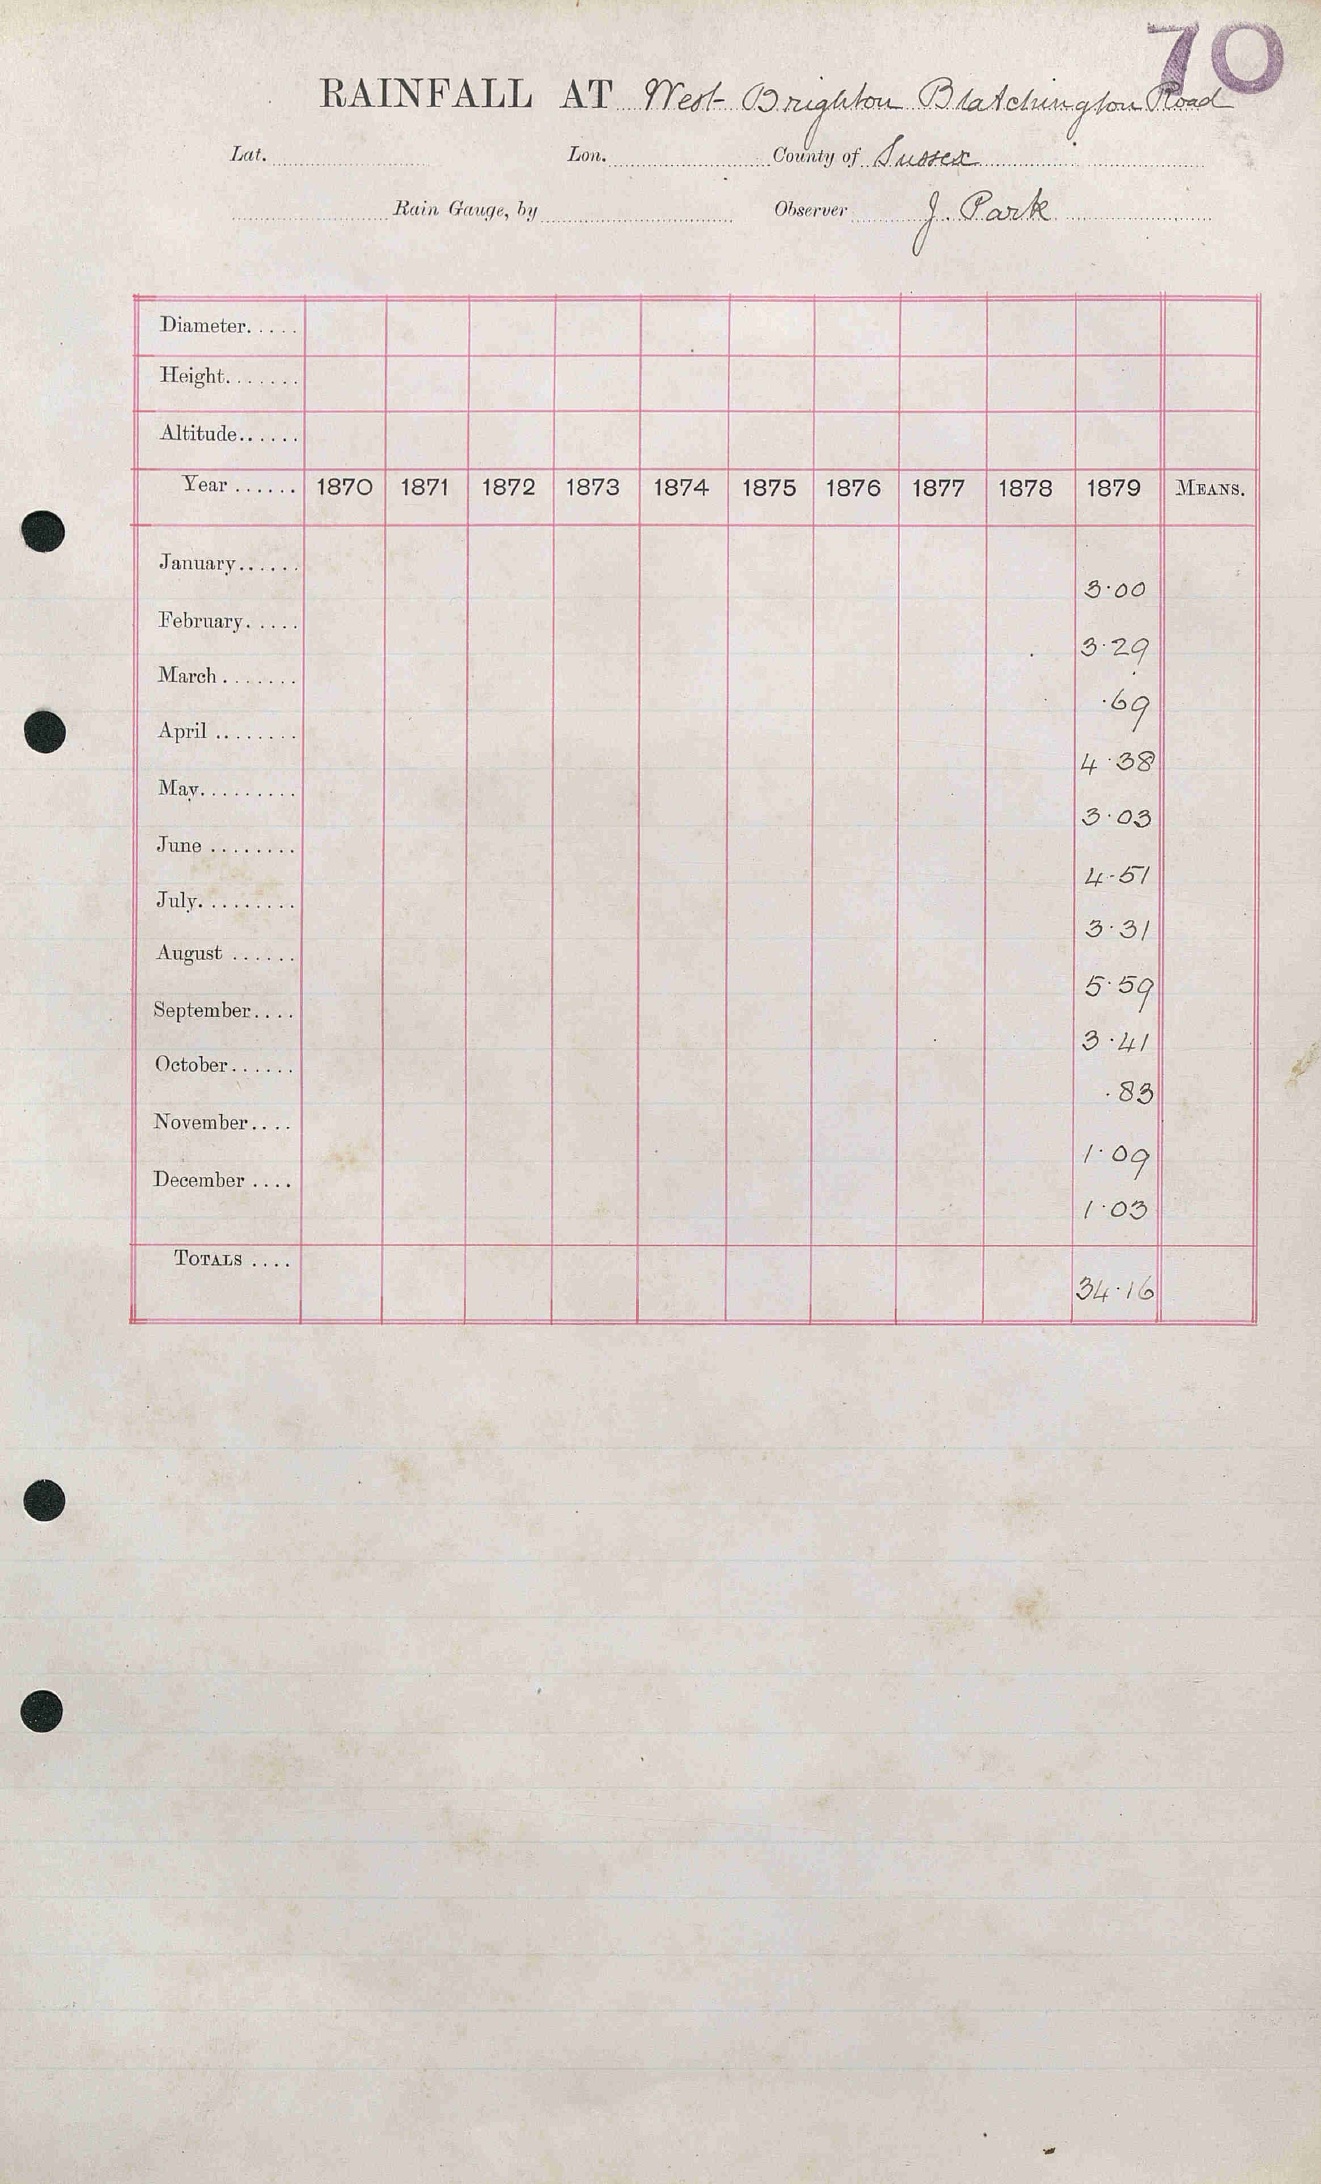 70
RAINFALL AT West Brighton Blatchington Road
Lat. Lon. County of Sussex
Rain Gauge, by Observer J. Park
Diameter.....
Height.......
Altitude......
Year ...... 1870 1871 1872 1873 1874 1875 1876 1877 1878 1879 MEANS.
January...... 3·00
February..... 3·29
March ....... ·69
April ........ 4·38
May......... 3·03
June ........ 4·51
July......... 3·31
August ...... 5·59
September.... 3·41
October...... ·83
November.... 1·09
December .... 1·03
TOTALS .... 34·16